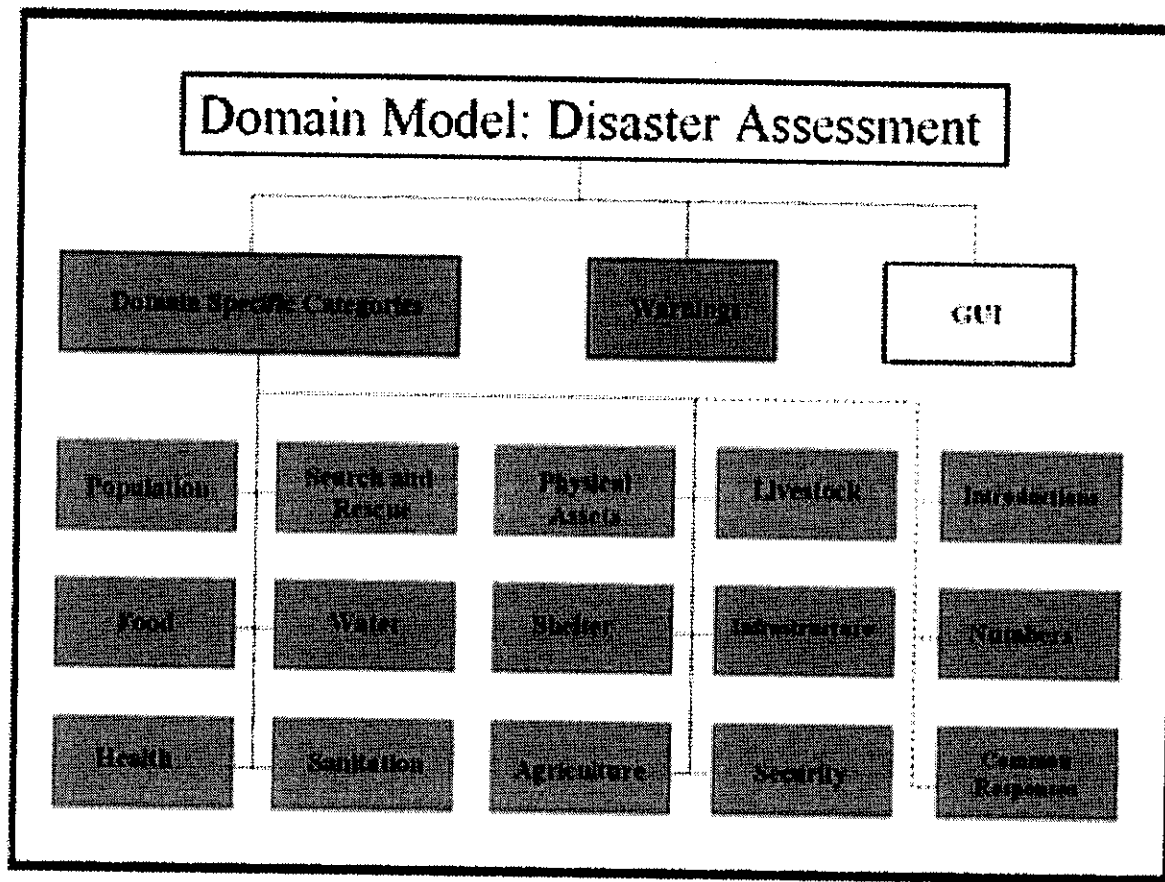 Domain Model: Disaster Assessment
Domain Specific Categories
Warnings
GUI
Population
Search and
Rescue
Physical
Assets
Livestock
Introductions
Food
Water
Shelter
Infrastructure
Numbers
Health
Sanitation
Agriculture
Security
Common
Responses